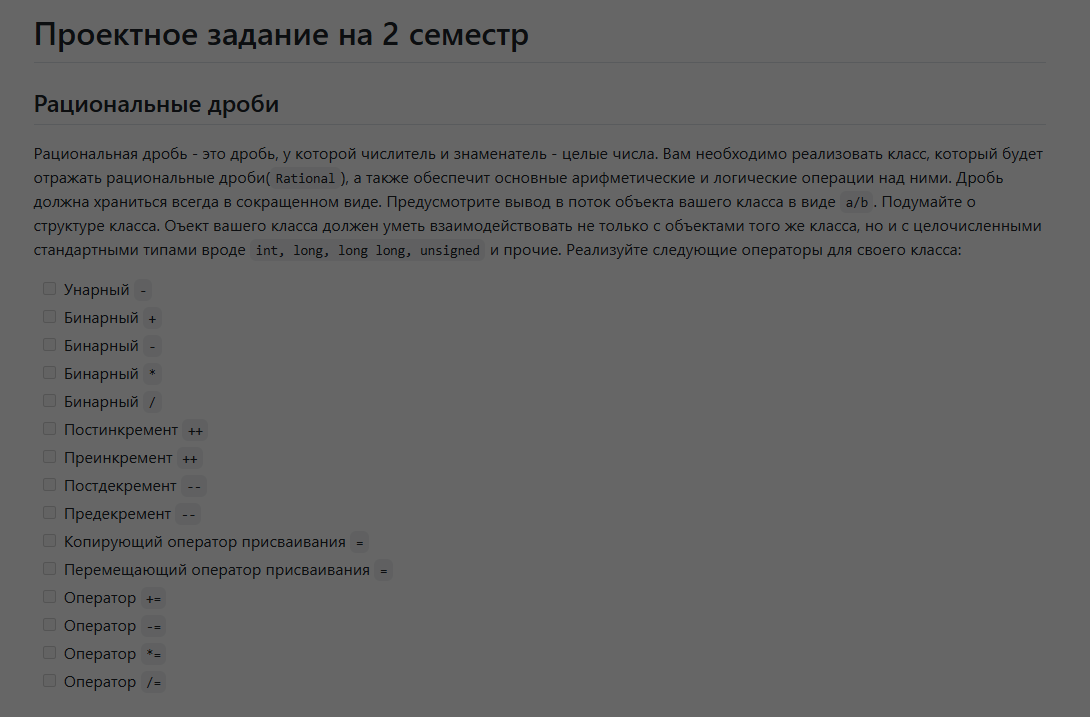 Проектное задание на 2 семестр
Рациональные дроби
Рациональная дробь - это дробь, у которой числитель и знаменатель - целые числа. Вам необходимо реализовать класс, который будет
отражать рациональные дроби( Rational ), а также обеспечит основные арифметические и логические операции над ними. Дробь
должна храниться всегда в сокращенном виде. Предусмотрите вывод в поток объекта вашего класса в виде a/b . Подумайте о
структуре класса. Оъект вашего класса должен уметь взаимодействовать не только с объектами того же класса, но и с целочисленными
стандартными типами вроде int, long, long long, unsigned и прочие. Реализуйте следующие операторы для своего класса:
Унарный -
Бинарный +
Бинарный -
Бинарный *
Бинарный /
Постинкремент ++
Преинкремент ++
Постдекремент --
Предекремент --
Копирующий оператор присваивания =
Перемещающий оператор присваивания =
Оператор +=
Оператор -=
Оператор *=
Оператор /=